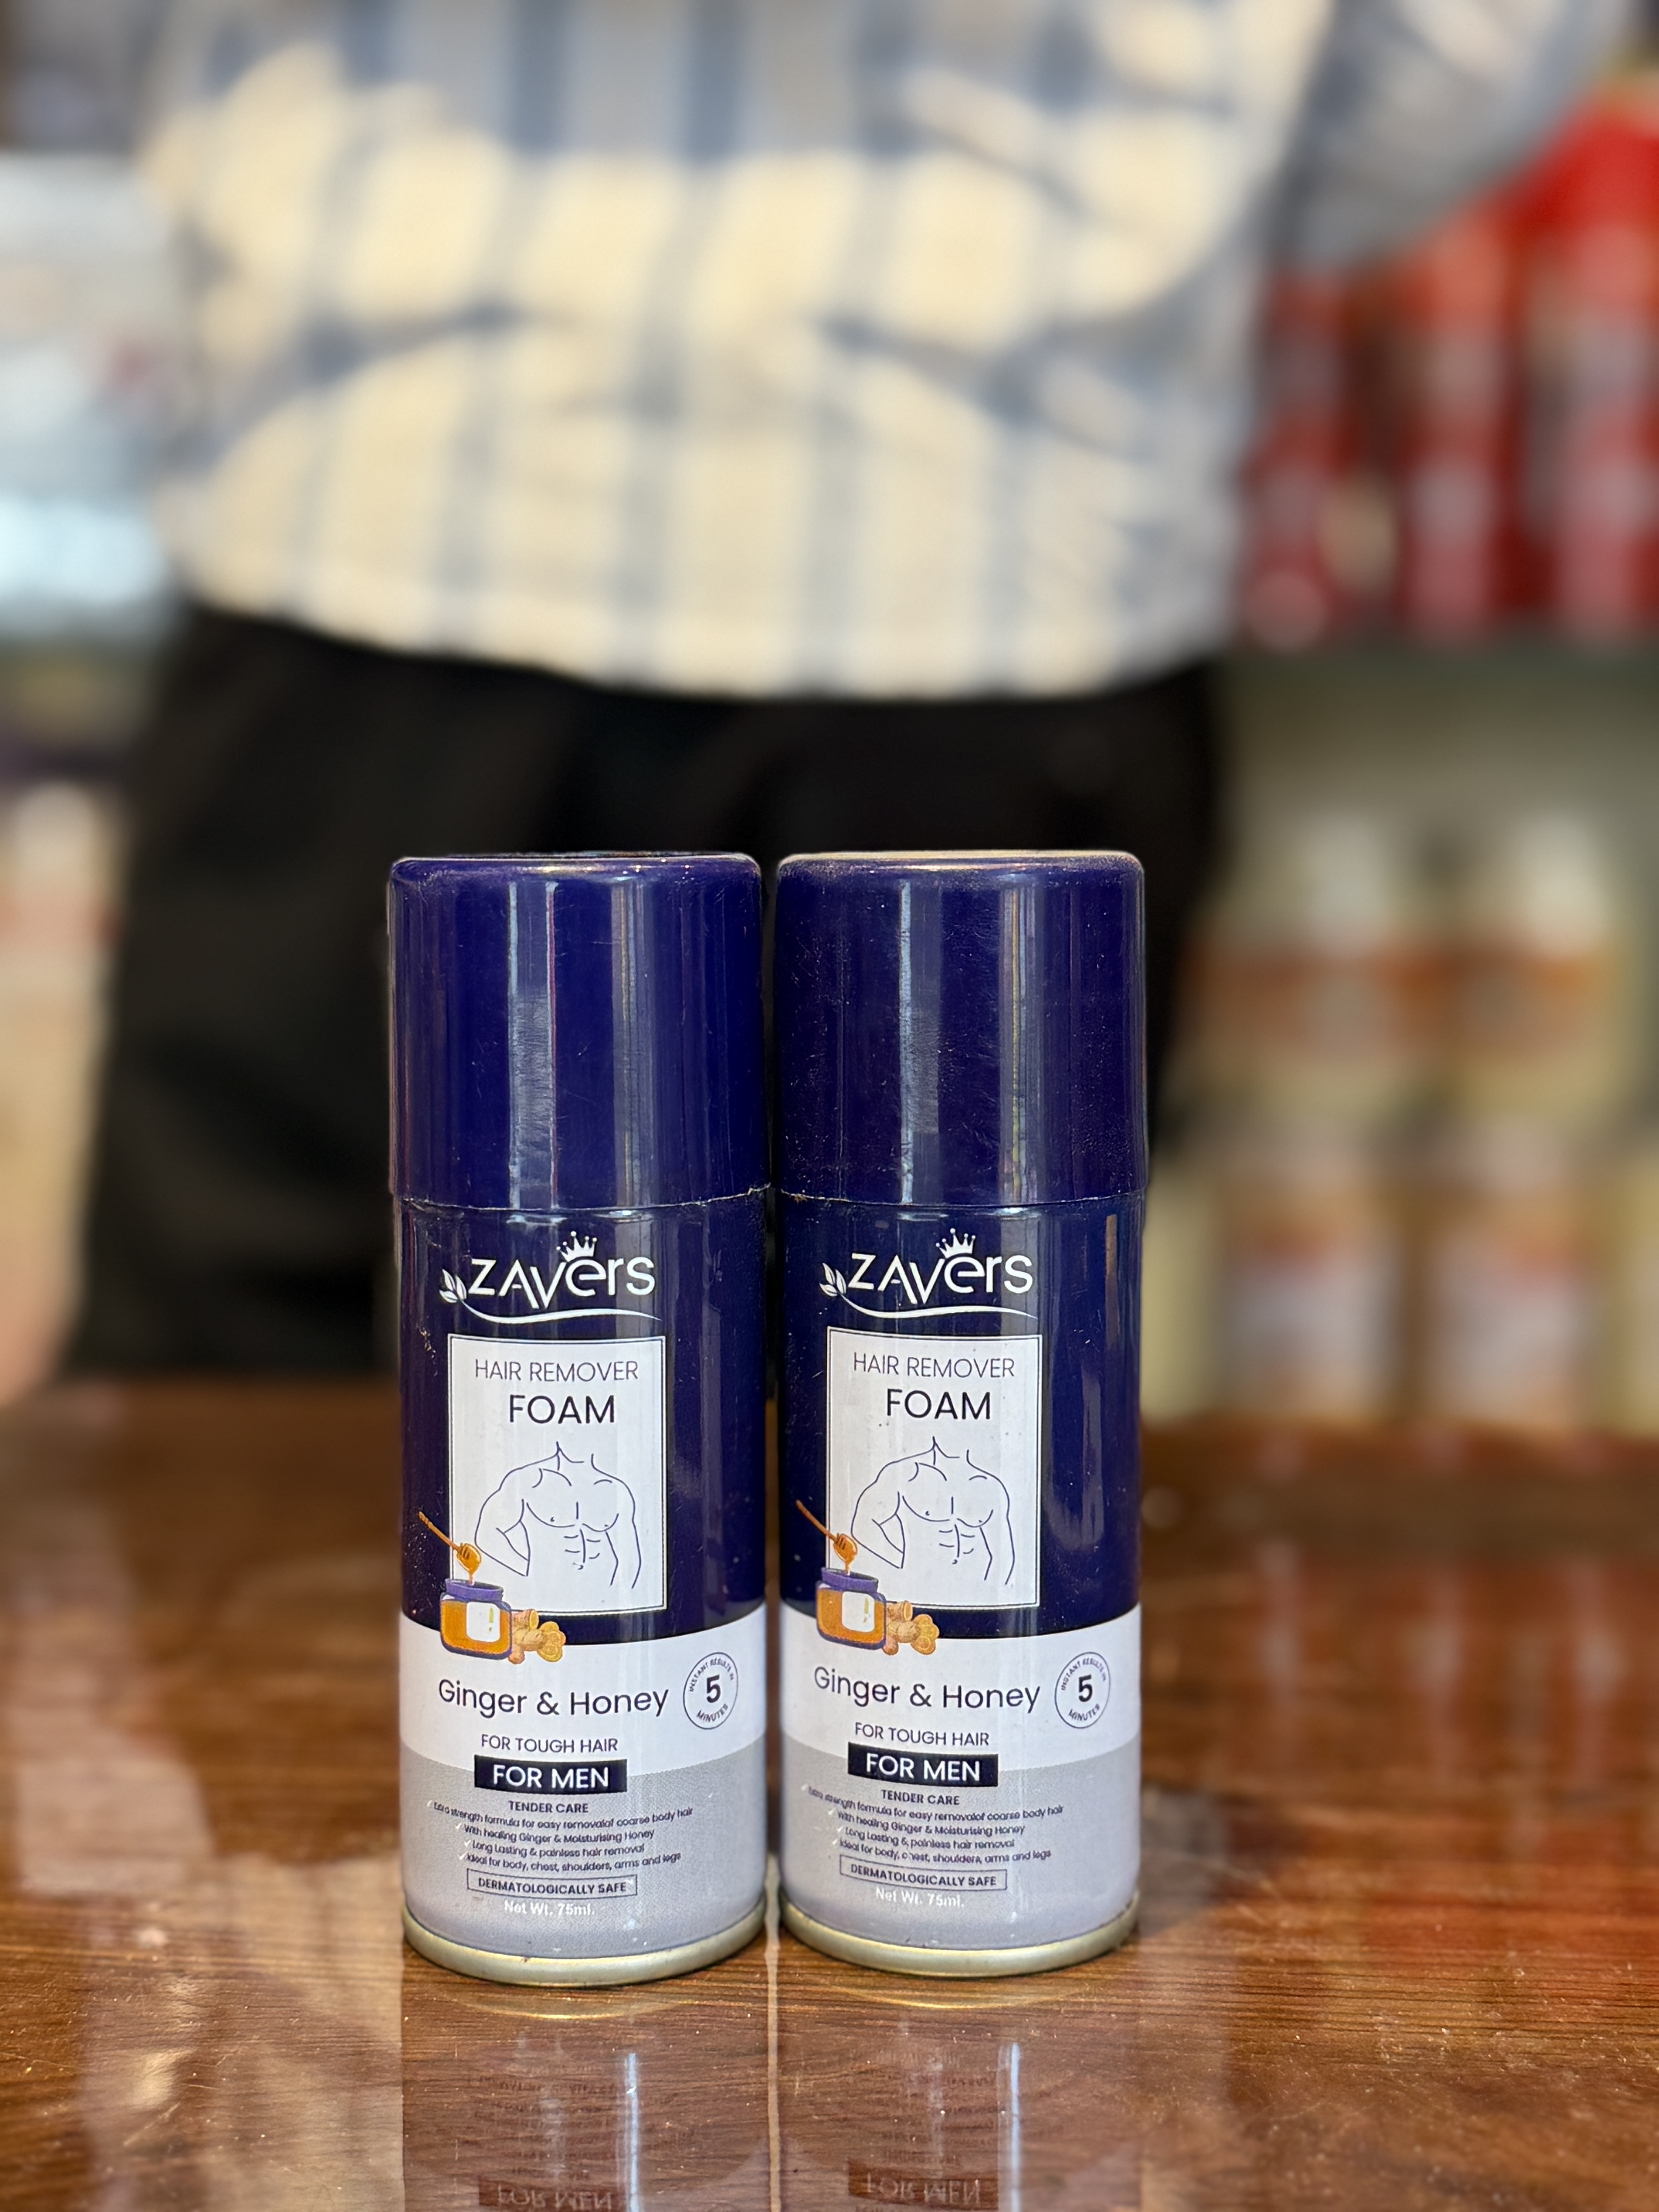 ZAVers
HAIR REMOVER
FOAM
Ginger & Honey
INSTANT RESULTS IN
5
MINUTES
FOR TOUGH HAIR
FOR MEN
TENDER CARE
Extra strength formula for easy removalof coarse body hair
With healing Ginger & Moisturising Honey
Long Lasting & painless hair removal
Ideal for body, chest, shoulders, arms and legs
DERMATOLOGICALLY SAFE
Net Wt. 75ml.
ZAVers
HAIR REMOVER
FOAM
Ginger & Honey
INSTANT RESULTS IN
5
MINUTES
FOR TOUGH HAIR
FOR MEN
TENDER CARE
Extra strength formula for easy removalof coarse body hair
With healing Ginger & Moisturising Honey
Long Lasting & painless hair removal
Ideal for body, chest, shoulders, arms and legs
DERMATOLOGICALLY SAFE
Net Wt. 75ml.